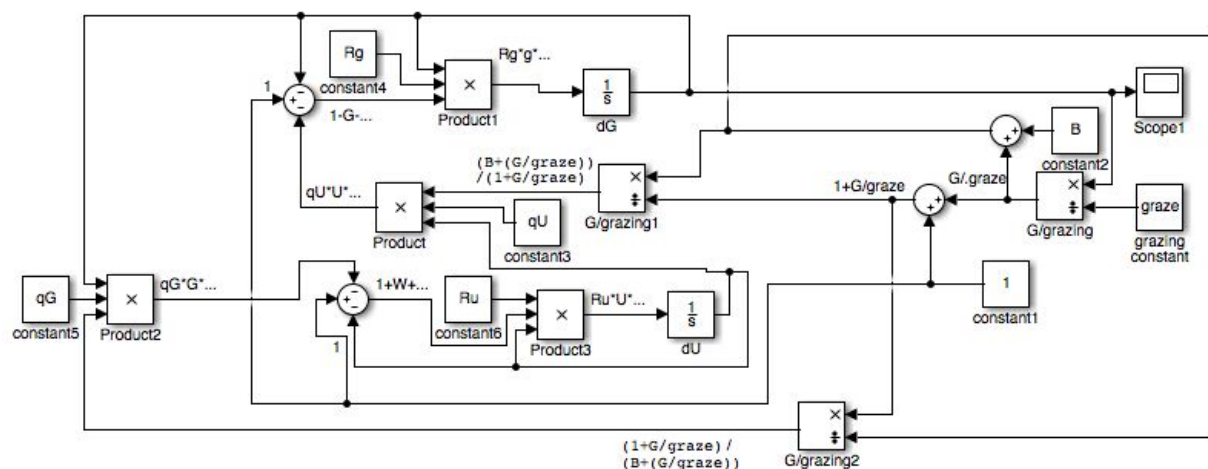 Rg
constant4
1
Rg*g*...
×
Product1
1
s
dG
1-G-...
Scope1
B
constant2
(B+(G/graze))
/(1+G/graze)
×
÷
G/grazing1
1+G/graze
G/.graze
×
÷
G/grazing
graze
grazing
constant
qU*U*...
×
Product
qU
constant3
qG
constant5
×
Product2
qG*G*...
1+W+...
1
Ru
constant6
×
Product3
Ru*U*...
1
s
dU
1
constant1
×
÷
G/grazing2
(1+G/graze)/
(B+(G/graze))